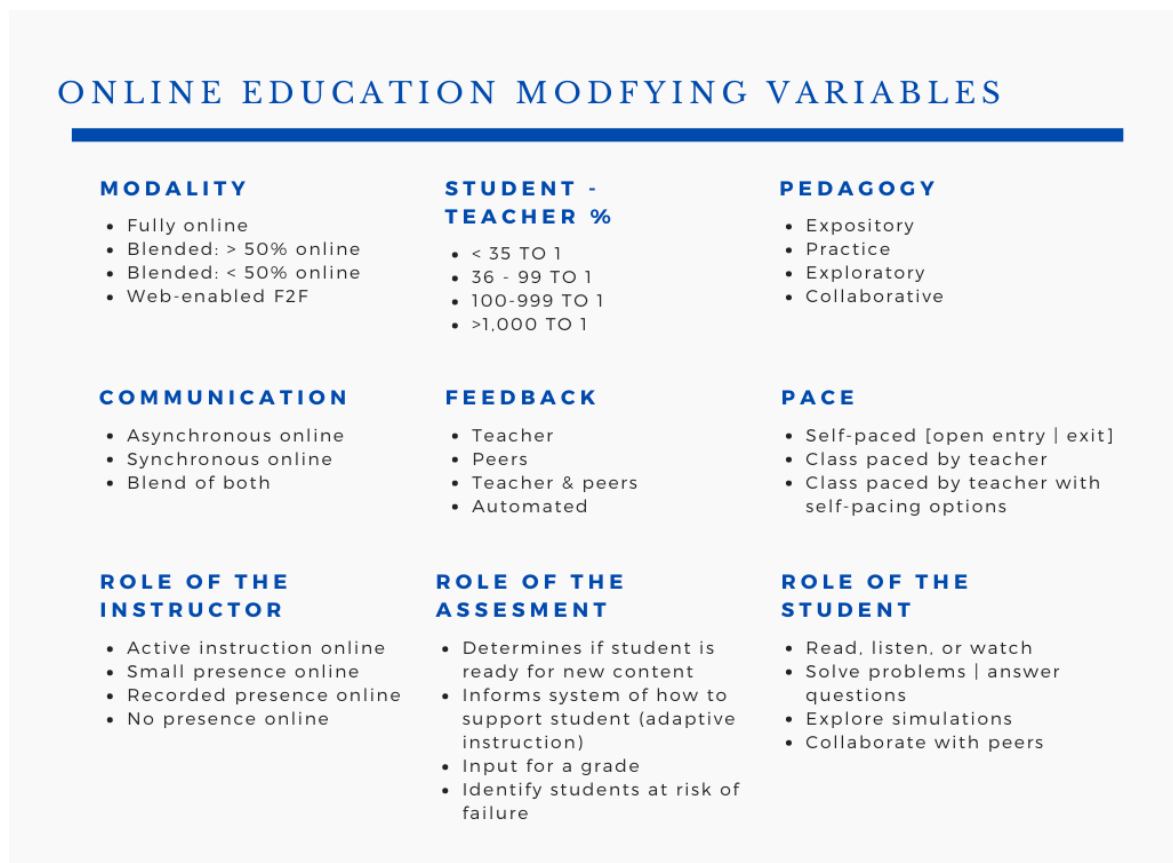 ONLINE EDUCATION MODFYING VARIABLES
MODALITY
• Fully online
• Blended: > 50% online
• Blended: < 50% online
• Web-enabled F2F
STUDENT -
TEACHER %
• < 35 TO 1
• 36 - 99 TO 1
• 100-999 TO 1
• >1,000 TO 1
PEDAGOGY
• Expository
• Practice
• Exploratory
• Collaborative
COMMUNICATION
• Asynchronous online
• Synchronous online
• Blend of both
FEEDBACK
• Teacher
• Peers
• Teacher & peers
• Automated
PACE
• Self-paced [open entry | exit]
• Class paced by teacher
• Class paced by teacher with
self-pacing options
ROLE OF THE
INSTRUCTOR
• Active instruction online
• Small presence online
• Recorded presence online
• No presence online
ROLE OF THE
ASSESMENT
• Determines if student is
ready for new content
• Informs system of how to
support student (adaptive
instruction)
• Input for a grade
• Identify students at risk of
failure
ROLE OF THE
STUDENT
• Read, listen, or watch
• Solve problems | answer
questions
• Explore simulations
• Collaborate with peers